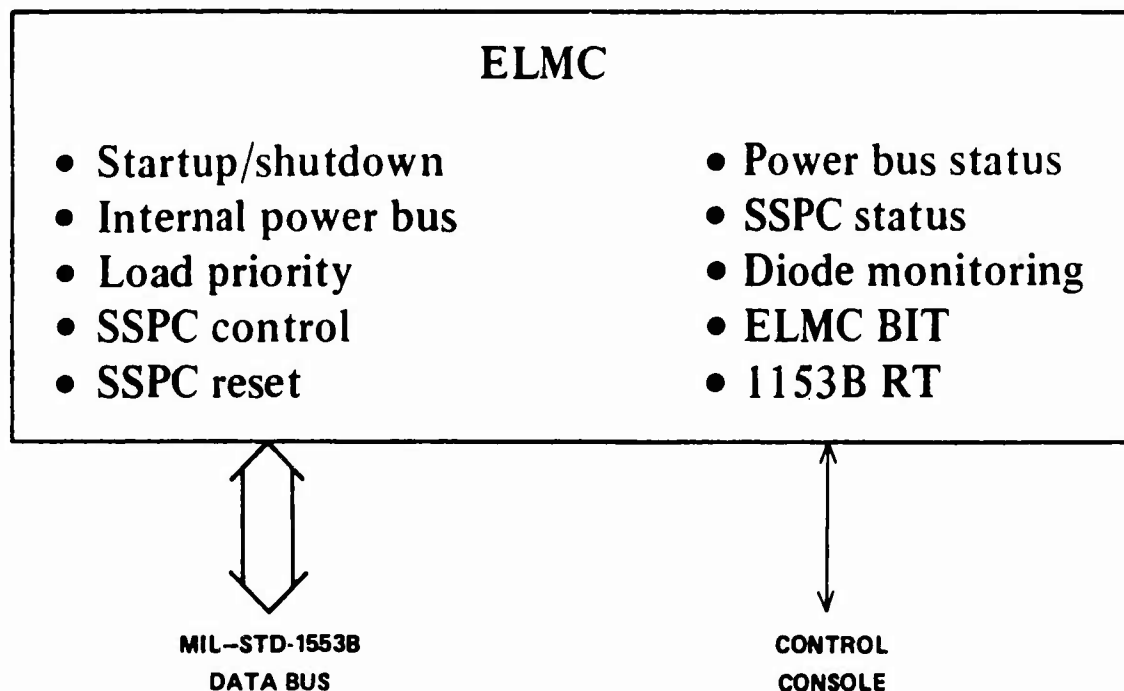 ELMC
• Startup/shutdown
• Internal power bus
• Load priority
• SSPC control
• SSPC reset
• Power bus status
• SSPC status
• Diode monitoring
• ELMC BIT
• 1153B RT
MIL-STD-1553B
DATA BUS
CONTROL
CONSOLE